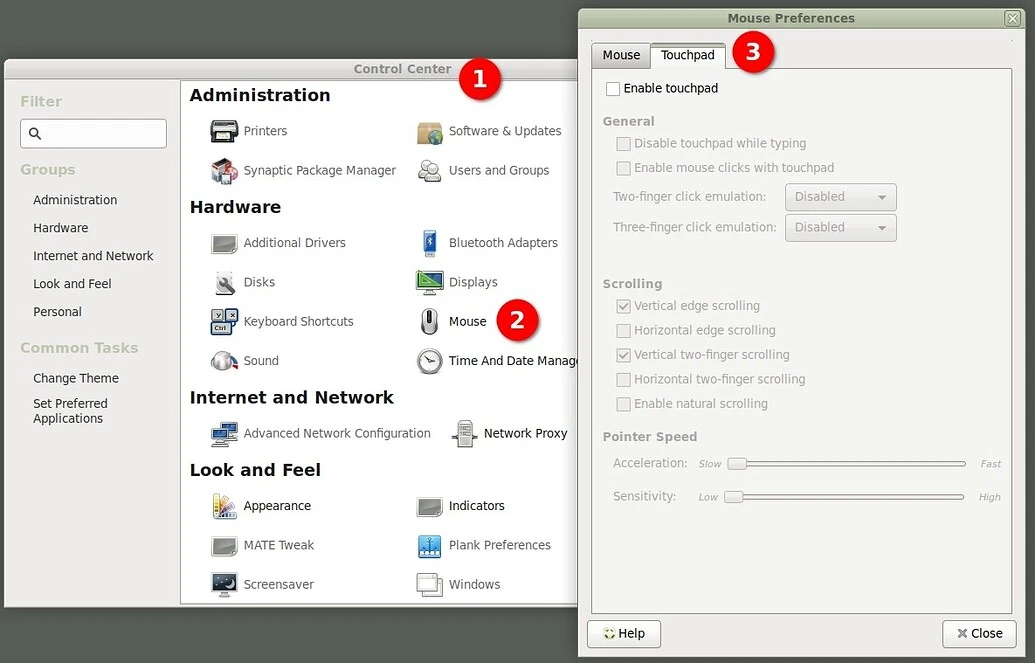 Control Center
1
Filter
Groups
Administration
Hardware
Internet and Network
Look and Feel
Personal
Common Tasks
Change Theme
Set Preferred
Applications
Administration
Printers
Software & Updates
Synaptic Package Manager
Users and Groups
Hardware
Additional Drivers
Bluetooth Adapters
Disks
Displays
Keyboard Shortcuts
Mouse
2
Sound
Time And Date Manag
Internet and Network
Advanced Network Configuration
Network Proxy
Look and Feel
Appearance
Indicators
MATE Tweak
Plank Preferences
Screensaver
Windows
Mouse Preferences
Mouse
Touchpad
3
Enable touchpad
General
Disable touchpad while typing
Enable mouse clicks with touchpad
Two-finger click emulation:
Disabled
Three-finger click emulation:
Disabled
Scrolling
Vertical edge scrolling
Horizontal edge scrolling
Vertical two-finger scrolling
Horizontal two-finger scrolling
Enable natural scrolling
Pointer Speed
Acceleration:
Slow
Fast
Sensitivity:
Low
High
Help
Close